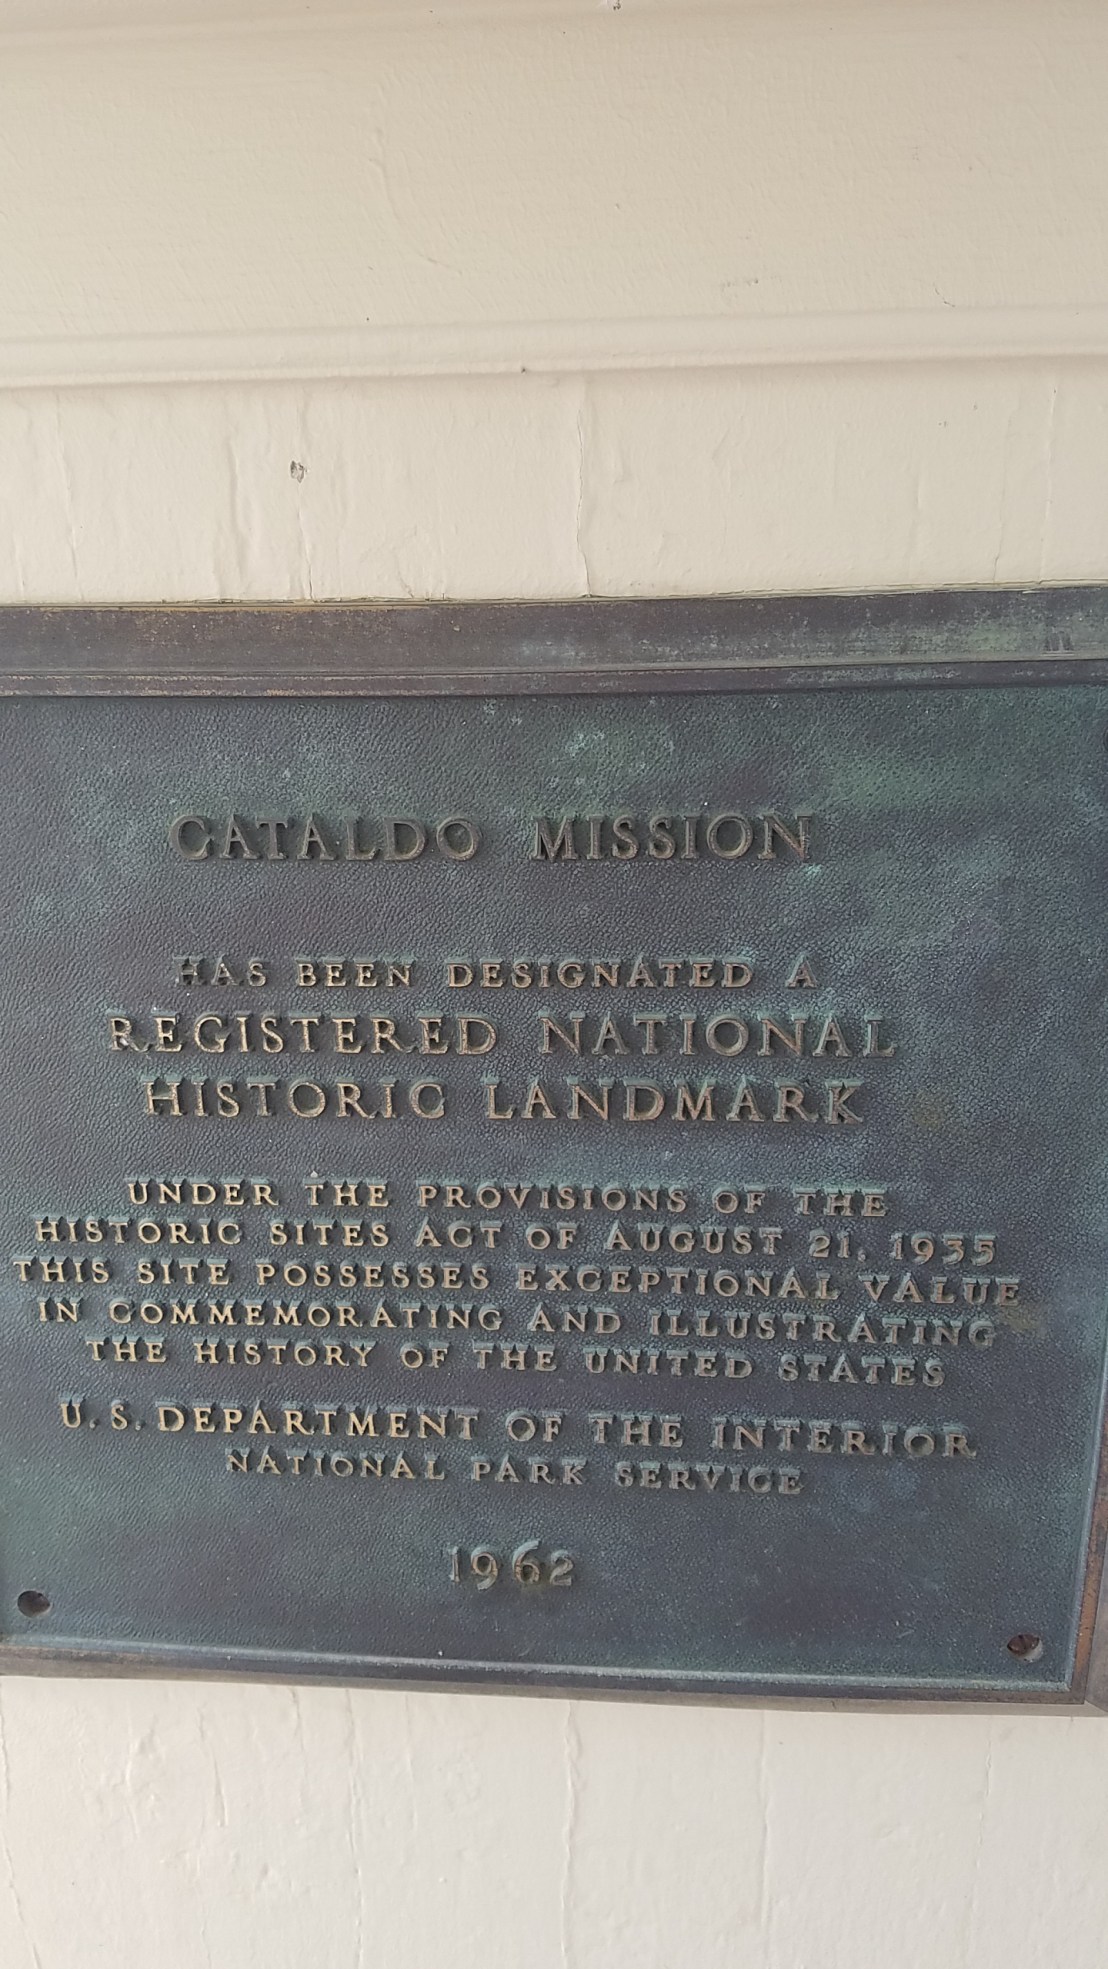 CATALDO MISSION
HAS BEEN DESIGNATED A
REGISTERED NATIONAL
HISTORIC LANDMARK
UNDER THE PROVISIONS OF THE
HISTORIC SITES ACT OF AUGUST 21, 1935
THIS SITE POSSESSES EXCEPTIONAL VALUE
IN COMMEMORATING AND ILLUSTRATING
THE HISTORY OF THE UNITED STATES
U. S. DEPARTMENT OF THE INTERIOR
NATIONAL PARK SERVICE
1962